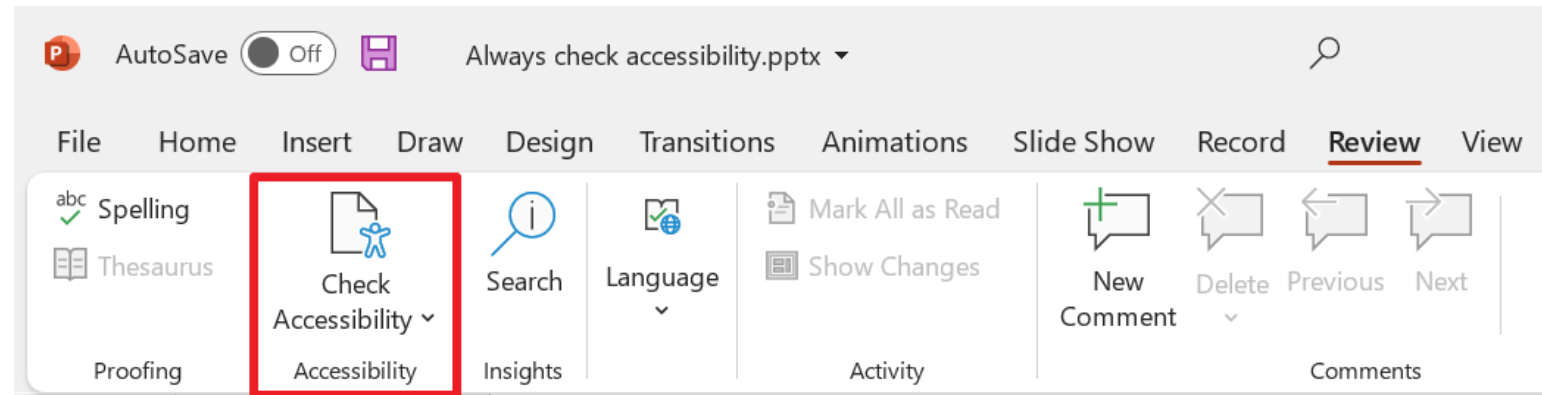 P AutoSave Off Always check accessibility.pptx
File Home Insert Draw Design Transitions Animations Slide Show Record Review View
abc Spelling
Thesaurus
Proofing
Check
Accessibility
Accessibility
Search
Insights
Language
Mark All as Read
Show Changes
Activity
New
Comment
Delete
Previous
Next
Comments